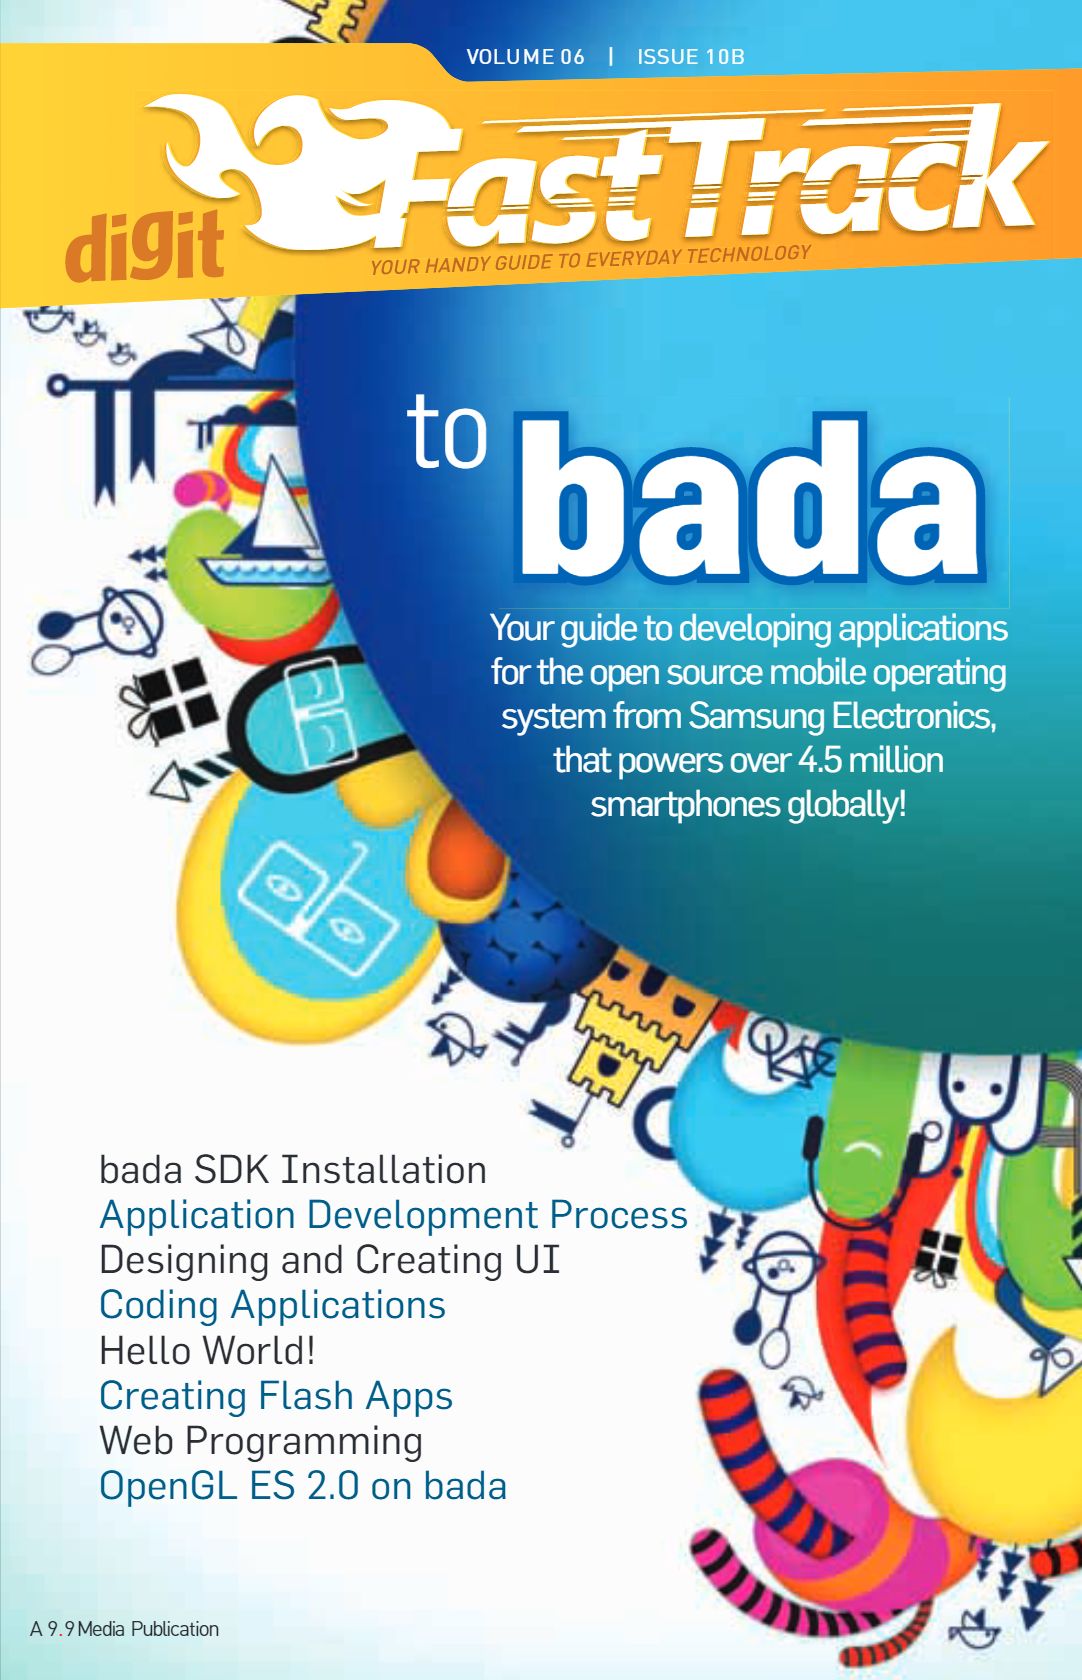 VOLUME 06 | ISSUE 10B
digit
Fast Track
YOUR HANDY GUIDE TO EVERYDAY TECHNOLOGY
to
bada
Your guide to developing applications
for the open source mobile operating
system from Samsung Electronics,
that powers over 4.5 million
smartphones globally!
bada SDK Installation
Application Development Process
Designing and Creating UI
Coding Applications
Hello World!
Creating Flash Apps
Web Programming
OpenGL ES 2.0 on bada
A 9.9 Media Publication